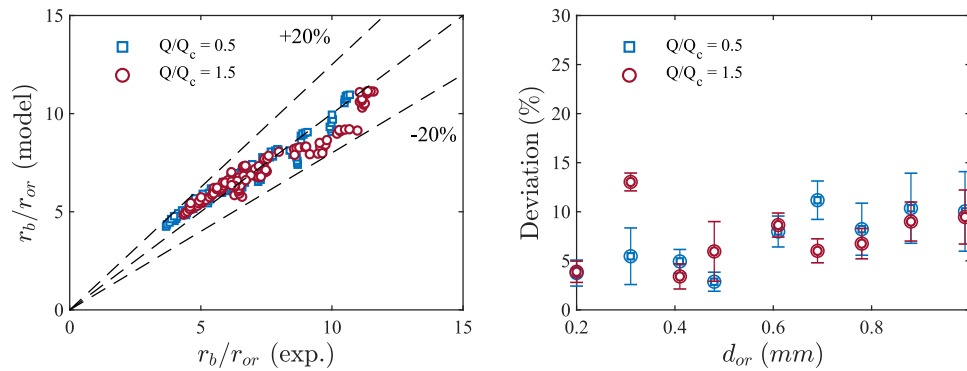 15
10
5
0
r_b/r_or (model)
Q/Q_c = 0.5
Q/Q_c = 1.5
+20%
-20%
0
5
10
15
r_b/r_or (exp.)
30
25
20
15
10
5
0
Deviation (%)
Q/Q_c = 0.5
Q/Q_c = 1.5
0.2
0.4
0.6
0.8
d_or (mm)